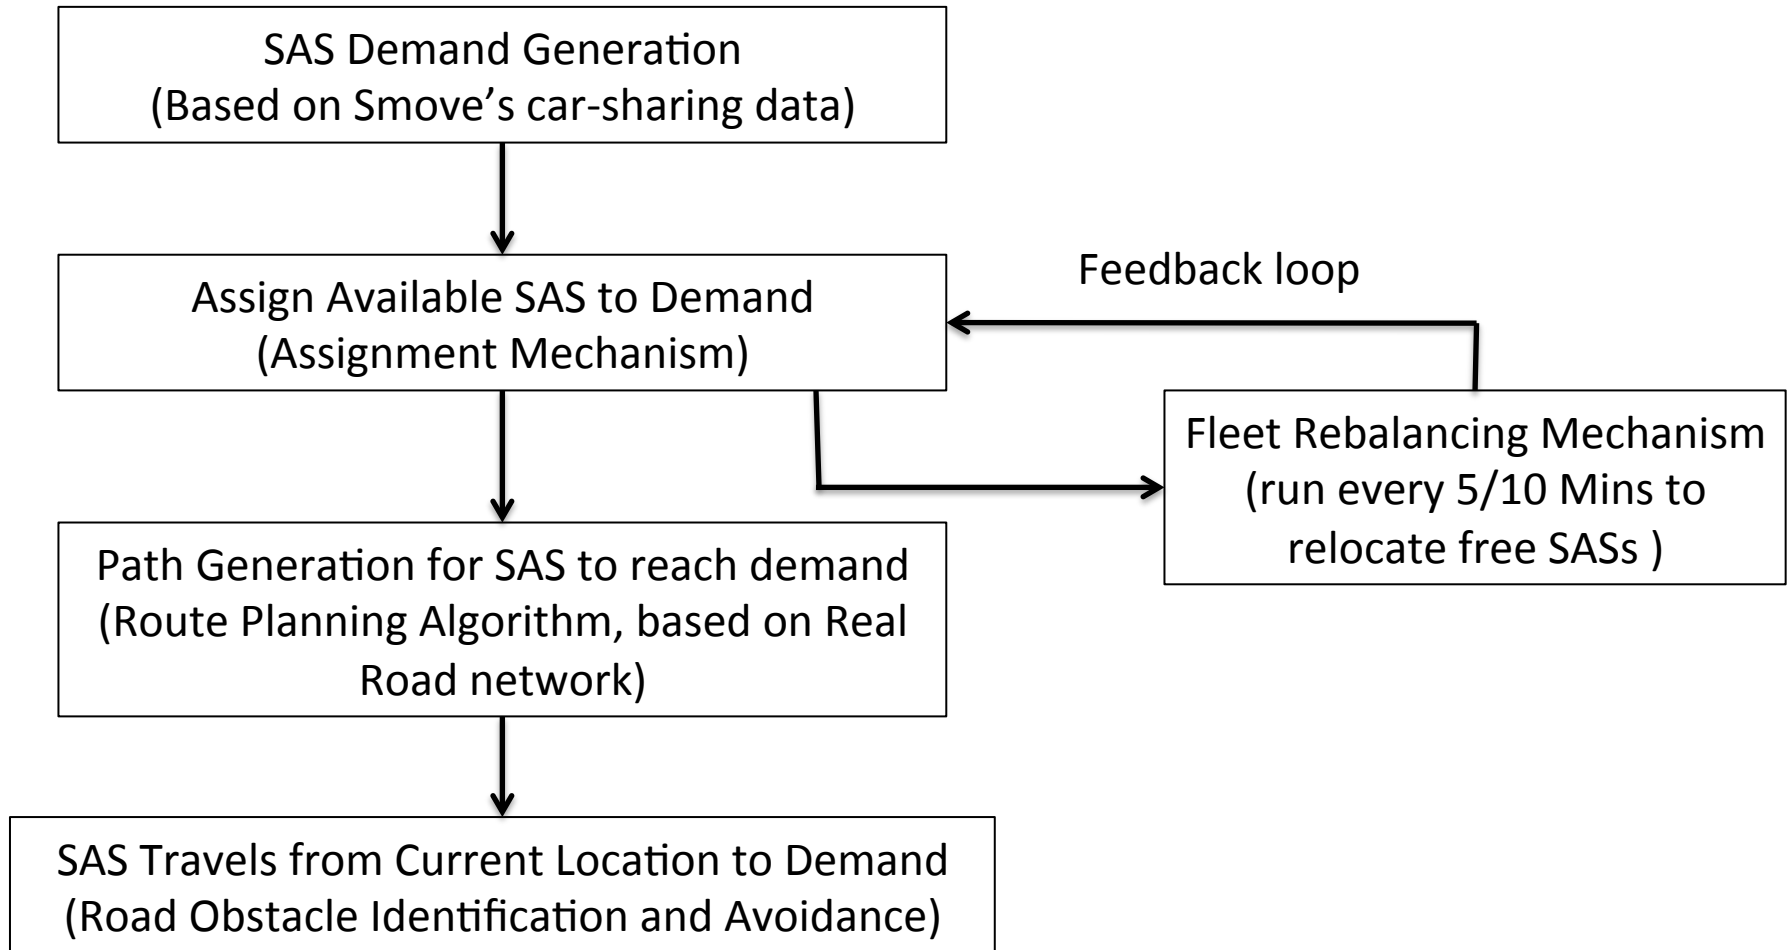 SAS Demand Generation
(Based on Smove’s car-sharing data)
Assign Available SAS to Demand
(Assignment Mechanism)
Feedback loop
Fleet Rebalancing Mechanism
(run every 5/10 Mins to
relocate free SASs )
Path Generation for SAS to reach demand
(Route Planning Algorithm, based on Real
Road network)
SAS Travels from Current Location to Demand
(Road Obstacle Identification and Avoidance)